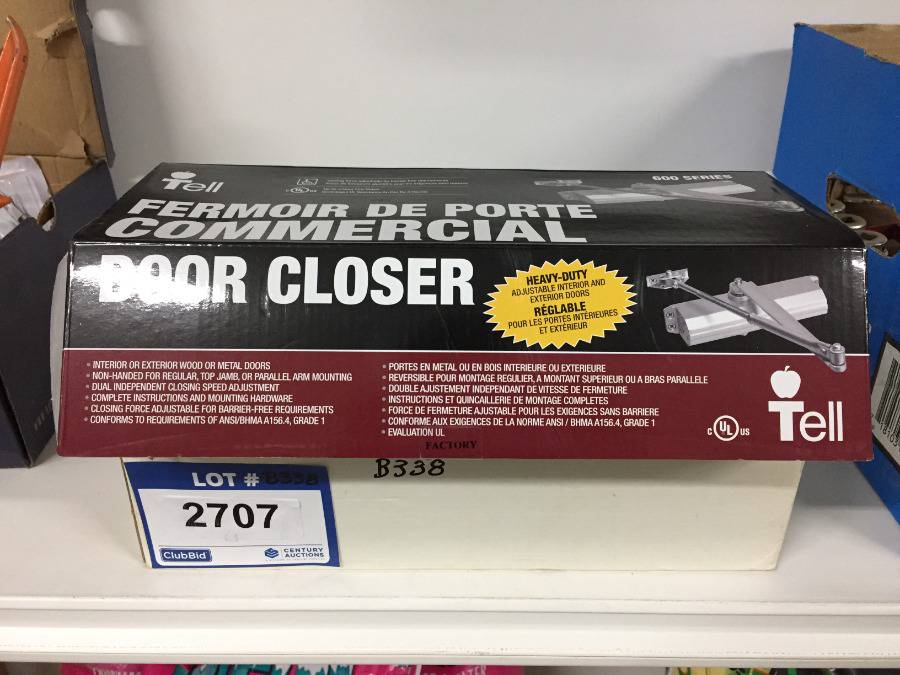 Tell
600 SERIES
FERMOIR DE PORTE
COMMERCIAL
DOOR CLOSER
HEAVY-DUTY
ADJUSTABLE INTERIOR AND
EXTERIOR DOORS
RÉGLABLE
POUR LES PORTES INTÉRIEURES
ET EXTÉRIEUR
• INTERIOR OR EXTERIOR WOOD OR METAL DOORS
• NON-HANDED FOR REGULAR, TOP JAMB, OR PARALLEL ARM MOUNTING
• DUAL INDEPENDENT CLOSING SPEED ADJUSTMENT
• COMPLETE INSTRUCTIONS AND MOUNTING HARDWARE
• CLOSING FORCE ADJUSTABLE FOR BARRIER-FREE REQUIREMENTS
• CONFORMS TO REQUIREMENTS OF ANSI/BHMA A156.4, GRADE 1
• PORTES EN METAL OU EN BOIS INTERIEURE OU EXTERIEURE
• REVERSIBLE POUR MONTAGE REGULIER, A MONTANT SUPERIEUR OU A BRAS PARALLELE
• DOUBLE AJUSTEMENT INDEPENDANT DE VITESSE DE FERMETURE
• INSTRUCTIONS ET QUINCAILLERIE DE MONTAGE COMPLETES
• FORCE DE FERMETURE AJUSTABLE POUR LES EXIGENCES SANS BARRIERE
• CONFORME AUX EXIGENCES DE LA NORME ANSI / BHMA A156.4, GRADE 1
• EVALUATION UL
FACTORY
C UL US
Tell
B338
LOT # B338
2707
ClubBid
CENTURY
AUCTIONS